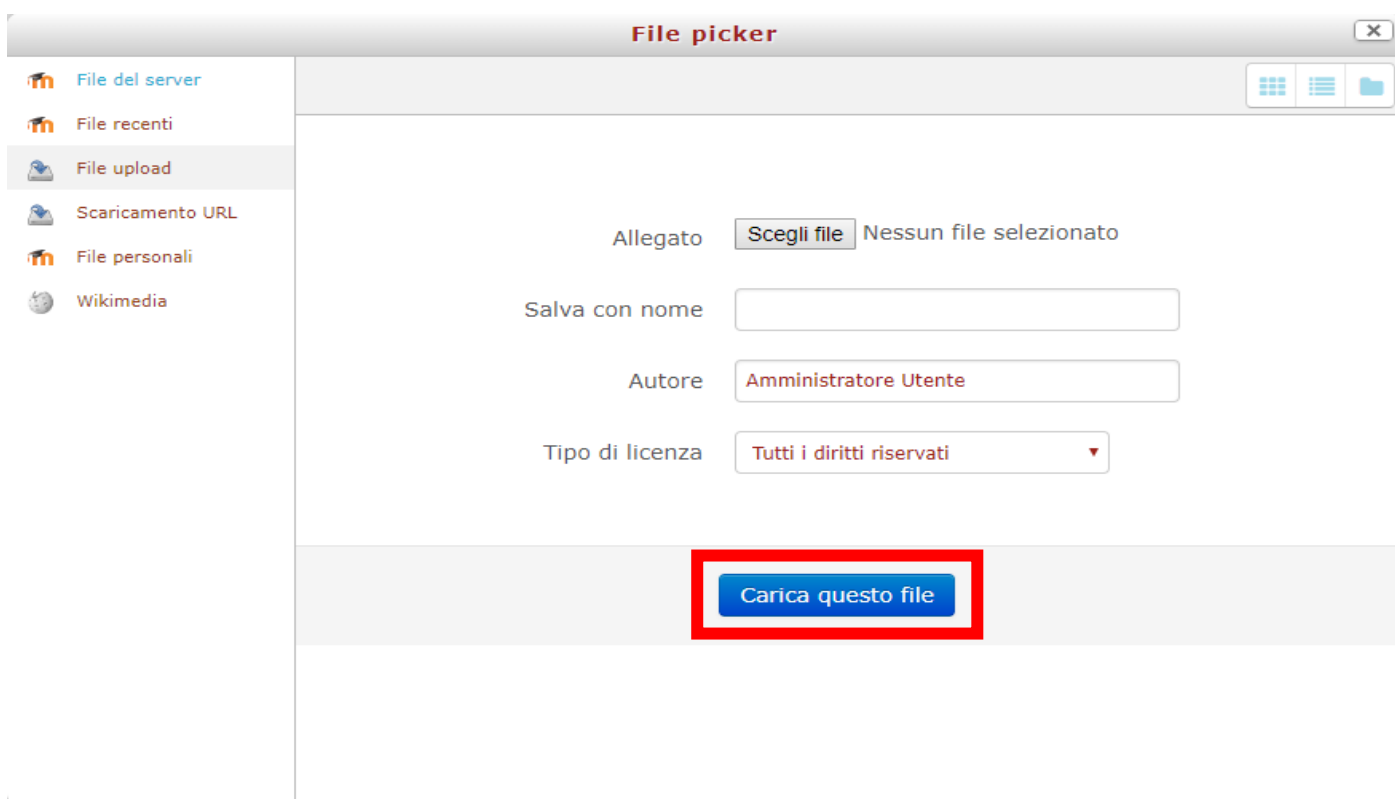 File picker
File del server
File recenti
File upload
Scaricamento URL
File personali
Wikimedia
Allegato Scegli file Nessun file selezionato
Salva con nome
Autore Amministratore Utente
Tipo di licenza Tutti i diritti riservati
Carica questo file